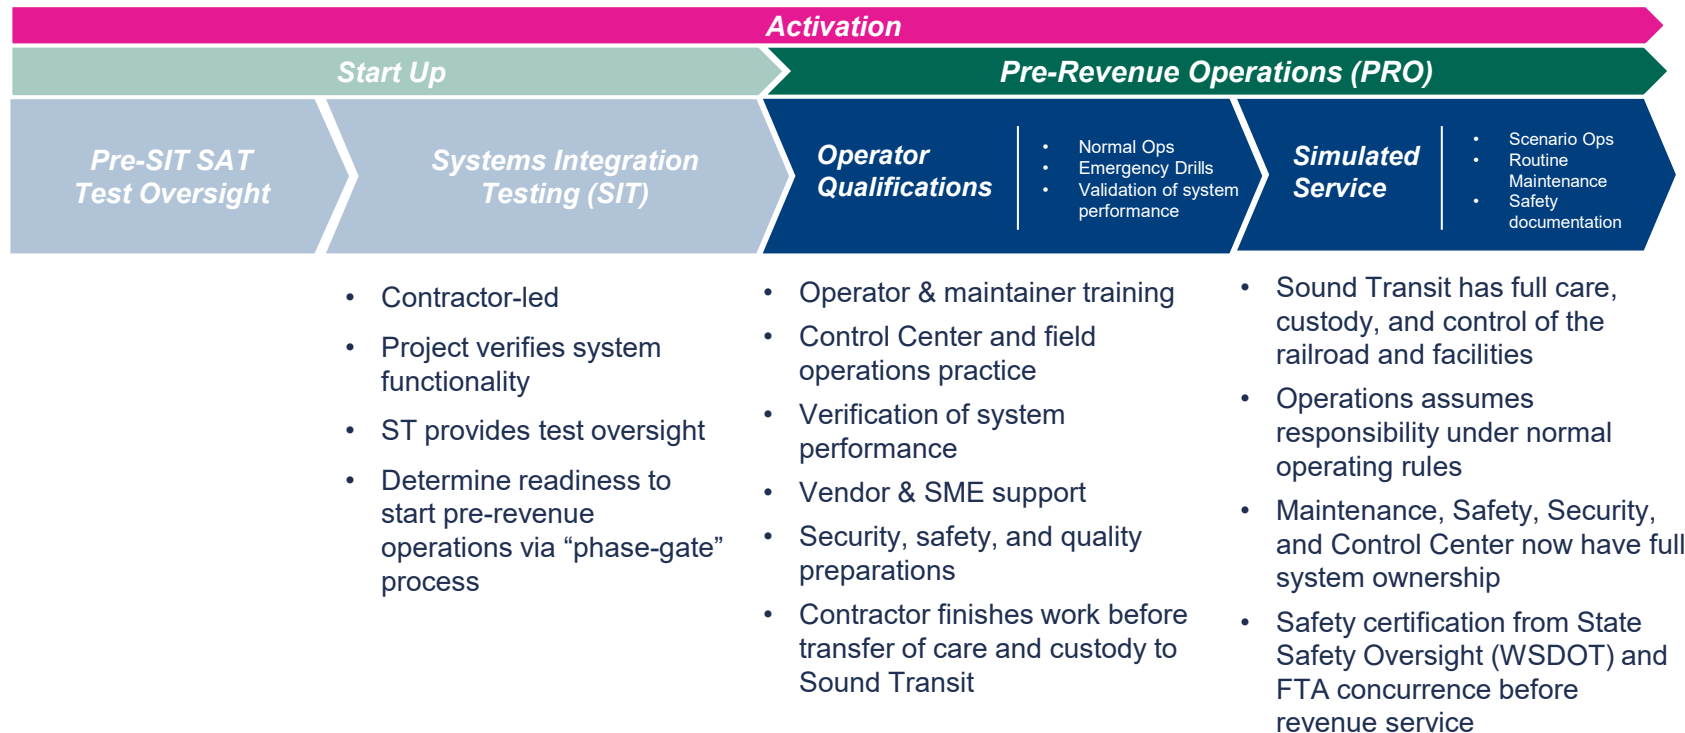 Activation
Start Up
Pre-Revenue Operations (PRO)
Pre-SIT SAT
Test Oversight
Systems Integration
Testing (SIT)
Operator
Qualifications
• Normal Ops
• Emergency Drills
• Validation of system
performance
Simulated
Service
• Scenario Ops
• Routine
Maintenance
• Safety
documentation
• Contractor-led
• Project verifies system
functionality
• ST provides test oversight
• Determine readiness to
start pre-revenue
operations via “phase-gate”
process
• Operator & maintainer training
• Control Center and field
operations practice
• Verification of system
performance
• Vendor & SME support
• Security, safety, and quality
preparations
• Contractor finishes work before
transfer of care and custody to
Sound Transit
• Sound Transit has full care,
custody, and control of the
railroad and facilities
• Operations assumes
responsibility under normal
operating rules
• Maintenance, Safety, Security,
and Control Center now have full
system ownership
• Safety certification from State
Safety Oversight (WSDOT) and
FTA concurrence before
revenue service